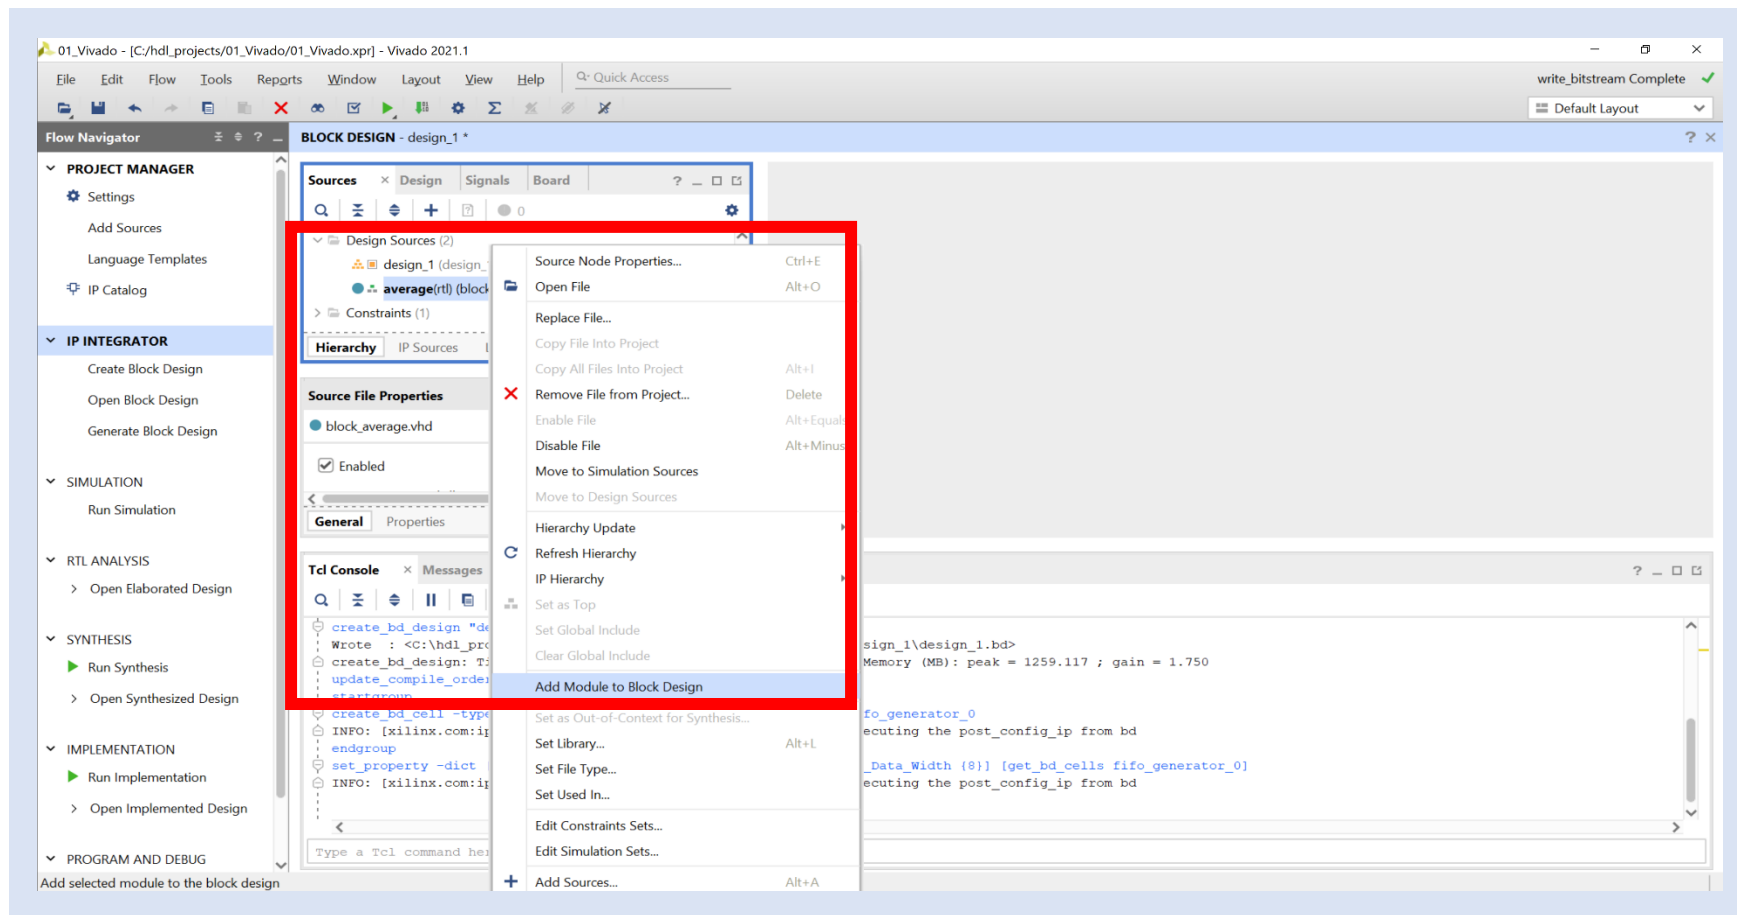 01_Vivado - [C:/hdl_projects/01_Vivado/01_Vivado.xpr] - Vivado 2021.1
File Edit Flow Tools Reports Window Layout View Help Quick Access
write_bitstream Complete
Default Layout
Flow Navigator
BLOCK DESIGN - design_1 *
PROJECT MANAGER
Settings
Add Sources
Language Templates
IP Catalog
IP INTEGRATOR
Create Block Design
Open Block Design
Generate Block Design
SIMULATION
Run Simulation
RTL ANALYSIS
Open Elaborated Design
SYNTHESIS
Run Synthesis
Open Synthesized Design
IMPLEMENTATION
Run Implementation
Open Implemented Design
PROGRAM AND DEBUG
Add selected module to the block design
Sources Design Signals Board
0
Design Sources (2)
design_1 (design_
average(rtl) (block
Constraints (1)
Hierarchy IP Sources
Source File Properties
block_average.vhd
Enabled
General Properties
Source Node Properties... Ctrl+E
Open File Alt+O
Replace File...
Copy File Into Project
Copy All Files Into Project Alt+I
Remove File from Project... Delete
Enable File Alt+Equals
Disable File Alt+Minus
Move to Simulation Sources
Move to Design Sources
Hierarchy Update
Refresh Hierarchy
IP Hierarchy
Set as Top
Set Global Include
Clear Global Include
Add Module to Block Design
Set as Out-of-Context for Synthesis...
Set Library... Alt+L
Set File Type...
Set Used In...
Edit Constraints Sets...
Edit Simulation Sets...
Add Sources... Alt+A
Tcl Console Messages
create_bd_design "de
Wrote : <C:\hdl_pro sign_1\design_1.bd>
create_bd_design: Ti Memory (MB): peak = 1259.117 ; gain = 1.750
update_compile_order
startgroup
create_bd_cell -type fo_generator_0
INFO: [xilinx.com:ip ecuting the post_config_ip from bd
endgroup
set_property -dict _Data_Width {8}] [get_bd_cells fifo_generator_0]
INFO: [xilinx.com:ip ecuting the post_config_ip from bd
Type a Tcl command her